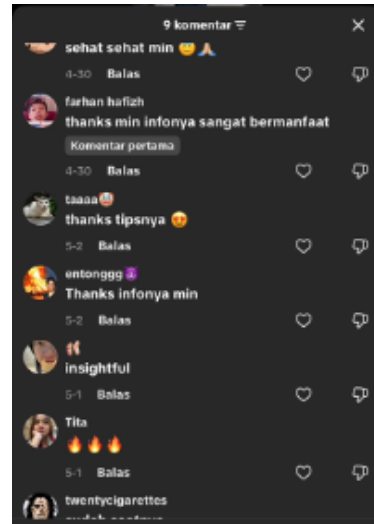 9 komentar
sehat sehat min 😇🙏
4-30 Balas
farhan hafizh
thanks min infonya sangat bermanfaat
Komentar pertama
4-30 Balas
taaaa🤡
thanks tipsnya 😍
5-2 Balas
entonggg😈
Thanks infonya min
5-2 Balas
insightful
5-1 Balas
Tita
🔥🔥🔥
5-1 Balas
twentycigarettes